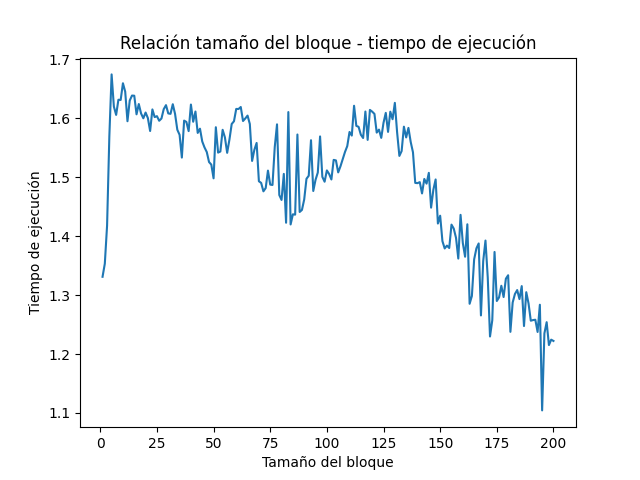 Relación tamaño del bloque - tiempo de ejecución
1.7
1.6
1.5
1.4
1.3
1.2
1.1
Tiempo de ejecución
0 25 50 75 100 125 150 175 200
Tamaño del bloque